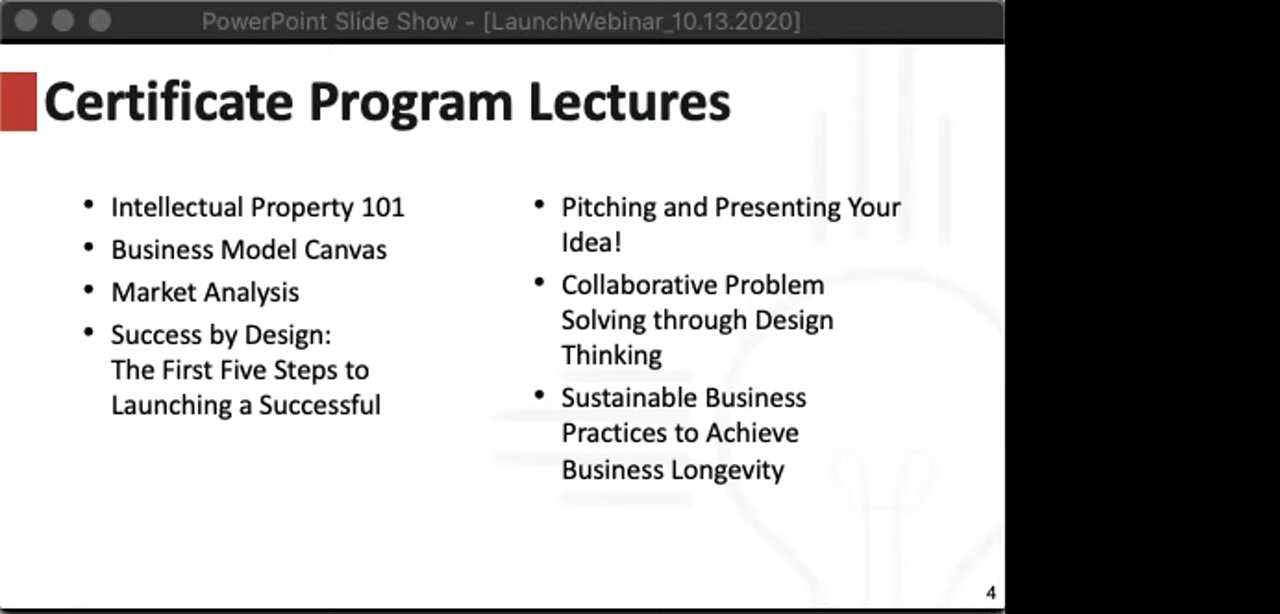 PowerPoint Slide Show - [LaunchWebinar_10.13.2020]
Certificate Program Lectures
• Intellectual Property 101
• Business Model Canvas
• Market Analysis
• Success by Design:
The First Five Steps to
Launching a Successful
• Pitching and Presenting Your
Idea!
• Collaborative Problem
Solving through Design
Thinking
• Sustainable Business
Practices to Achieve
Business Longevity
4